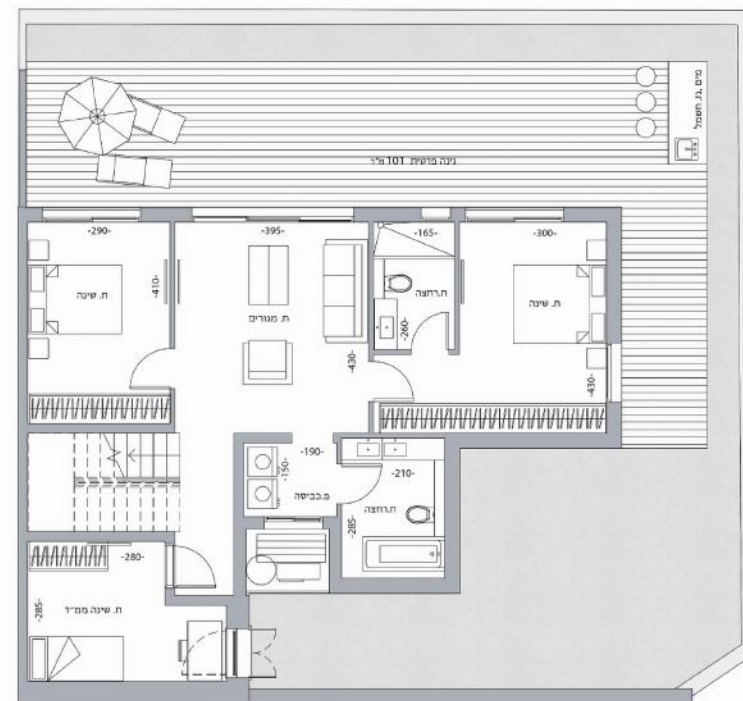 מים, גז, חשמל
גינה פרטית 101 מ"ר
-290-
-395-
-165-
-300-
-410-
ח. שינה
ח. מגורים
ח.רחצה
-260-
ח. שינה
-430-
-430-
-190-
-150-
פ.כביסה
-210-
ח.רחצה
-285-
-280-
-285-
ח. שינה ממ"ד